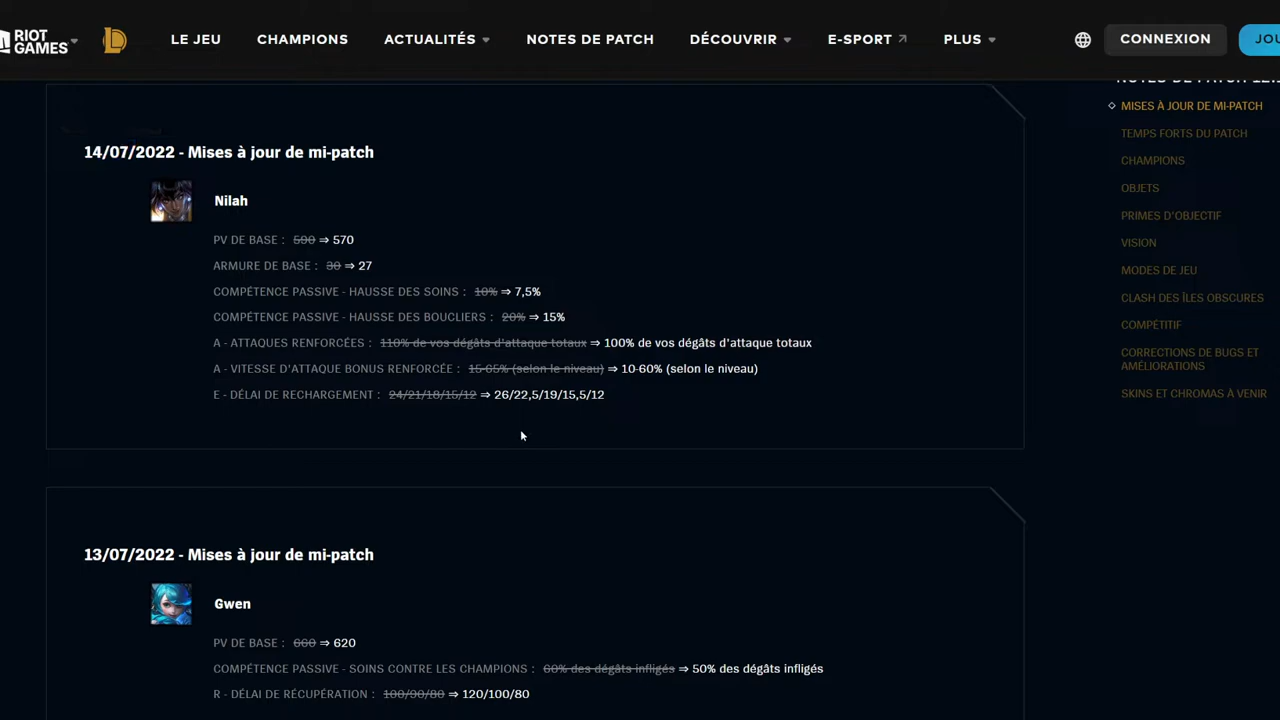 RIOT GAMES
LE JEU
CHAMPIONS
ACTUALITÉS
NOTES DE PATCH
DÉCOUVRIR
E-SPORT
PLUS
CONNEXION
14/07/2022 - Mises à jour de mi-patch
Nilah
PV DE BASE : 590 ⇒ 570
ARMURE DE BASE : 30 ⇒ 27
COMPÉTENCE PASSIVE - HAUSSE DES SOINS : 10% ⇒ 7,5%
COMPÉTENCE PASSIVE - HAUSSE DES BOUCLIERS : 20% ⇒ 15%
A - ATTAQUES RENFORCÉES : 110% de vos dégâts d'attaque totaux ⇒ 100% de vos dégâts d'attaque totaux
A - VITESSE D'ATTAQUE BONUS RENFORCÉE : 15-65% (selon le niveau) ⇒ 10-60% (selon le niveau)
E - DÉLAI DE RECHARGEMENT : 24/21/18/15/12 ⇒ 26/22,5/19/15,5/12
13/07/2022 - Mises à jour de mi-patch
Gwen
PV DE BASE : 660 ⇒ 620
COMPÉTENCE PASSIVE - SOINS CONTRE LES CHAMPIONS : 60% des dégâts infligés ⇒ 50% des dégâts infligés
R - DÉLAI DE RÉCUPÉRATION : 100/90/80 ⇒ 120/100/80
MISES À JOUR DE MI-PATCH
TEMPS FORTS DU PATCH
CHAMPIONS
OBJETS
PRIMES D'OBJECTIF
VISION
MODES DE JEU
CLASH DES ÎLES OBSCURES
COMPÉTITIF
CORRECTIONS DE BUGS ET
AMÉLIORATIONS
SKINS ET CHROMAS À VENIR